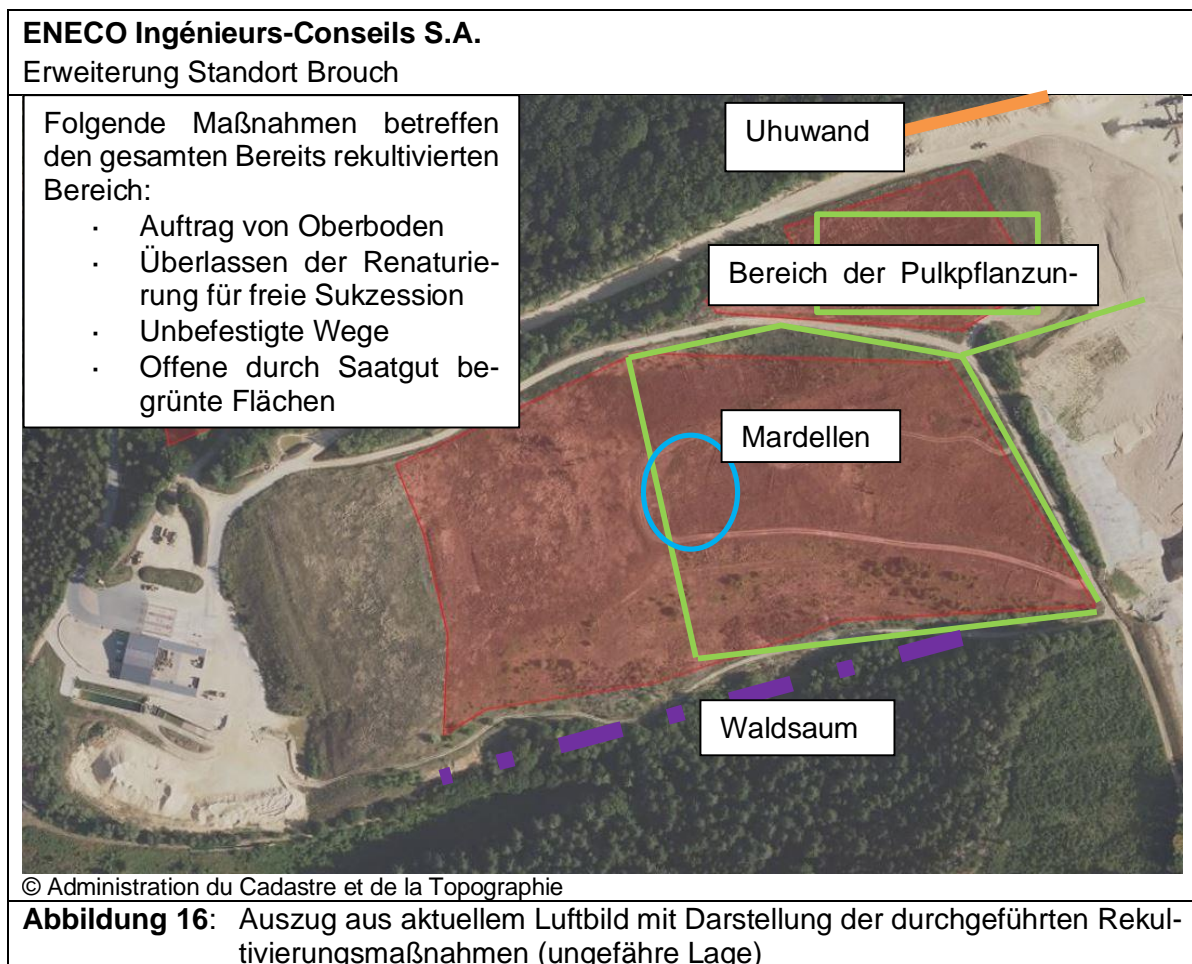 ENECO Ingénieurs-Conseils S.A.
Erweiterung Standort Brouch
Folgende Maßnahmen betreffen
den gesamten Bereits rekultivierten
Bereich:
· Auftrag von Oberboden
· Überlassen der Renaturie-
rung für freie Sukzession
· Unbefestigte Wege
· Offene durch Saatgut be-
grünte Flächen
Uhuwand
Bereich der Pulkpflanzun-
Mardellen
Waldsaum
© Administration du Cadastre et de la Topographie
Abbildung 16: Auszug aus aktuellem Luftbild mit Darstellung der durchgeführten Rekul-
tivierungsmaßnahmen (ungefähre Lage)